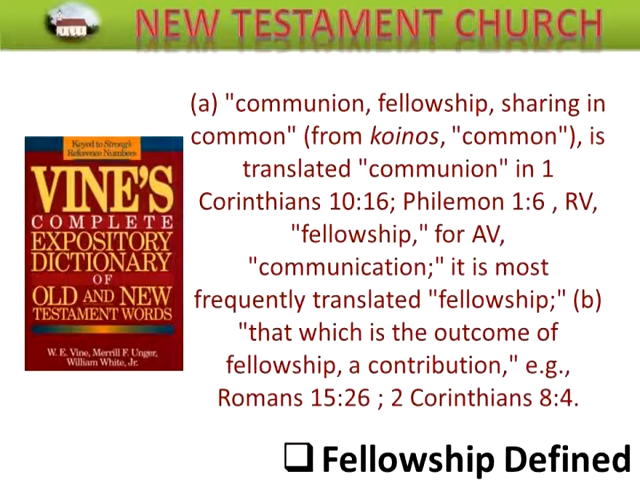 NEW TESTAMENT CHURCH
(a) "communion, fellowship, sharing in
common" (from koinos, "common"), is
translated "communion" in 1
Corinthians 10:16; Philemon 1:6 , RV,
"fellowship," for AV,
"communication;" it is most
frequently translated "fellowship;" (b)
"that which is the outcome of
fellowship, a contribution," e.g.,
Romans 15:26 ; 2 Corinthians 8:4.
Keyed to Strong's
Reference Numbers
VINE'S
COMPLETE
EXPOSITORY
DICTIONARY
OF
OLD AND NEW
TESTAMENT WORDS
W. E. Vine, Merrill F. Unger,
William White, Jr.
❑ Fellowship Defined